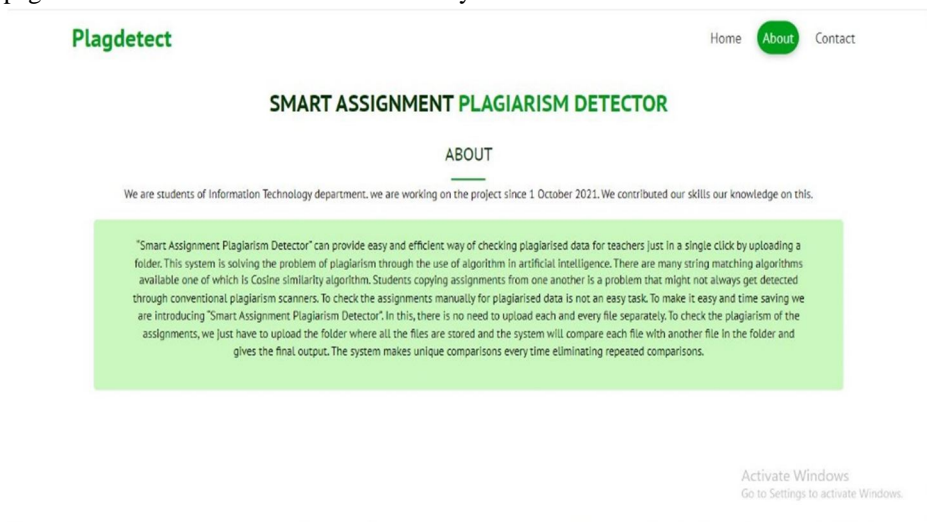 Plagdetect
Home About Contact
SMART ASSIGNMENT PLAGIARISM DETECTOR
ABOUT
We are students of Information Technology department. we are working on the project since 1 October 2021. We contributed our skills our knowledge on this.
"Smart Assignment Plagiarism Detector" can provide easy and efficient way of checking plagiarised data for teachers just in a single click by uploading a
folder. This system is solving the problem of plagiarism through the use of algorithm in artificial intelligence. There are many string matching algorithms
available one of which is Cosine similarity algorithm. Students copying assignments from one another is a problem that might not always get detected
through conventional plagiarism scanners. To check the assignments manually for plagiarised data is not an easy task. To make it easy and time saving we
are introducing "Smart Assignment Plagiarism Detector". In this, there is no need to upload each and every file separately. To check the plagiarism of the
assignments, we just have to upload the folder where all the files are stored and the system will compare each file with another file in the folder and
gives the final output. The system makes unique comparisons every time eliminating repeated comparisons.
Activate Windows
Go to Settings to activate Windows.